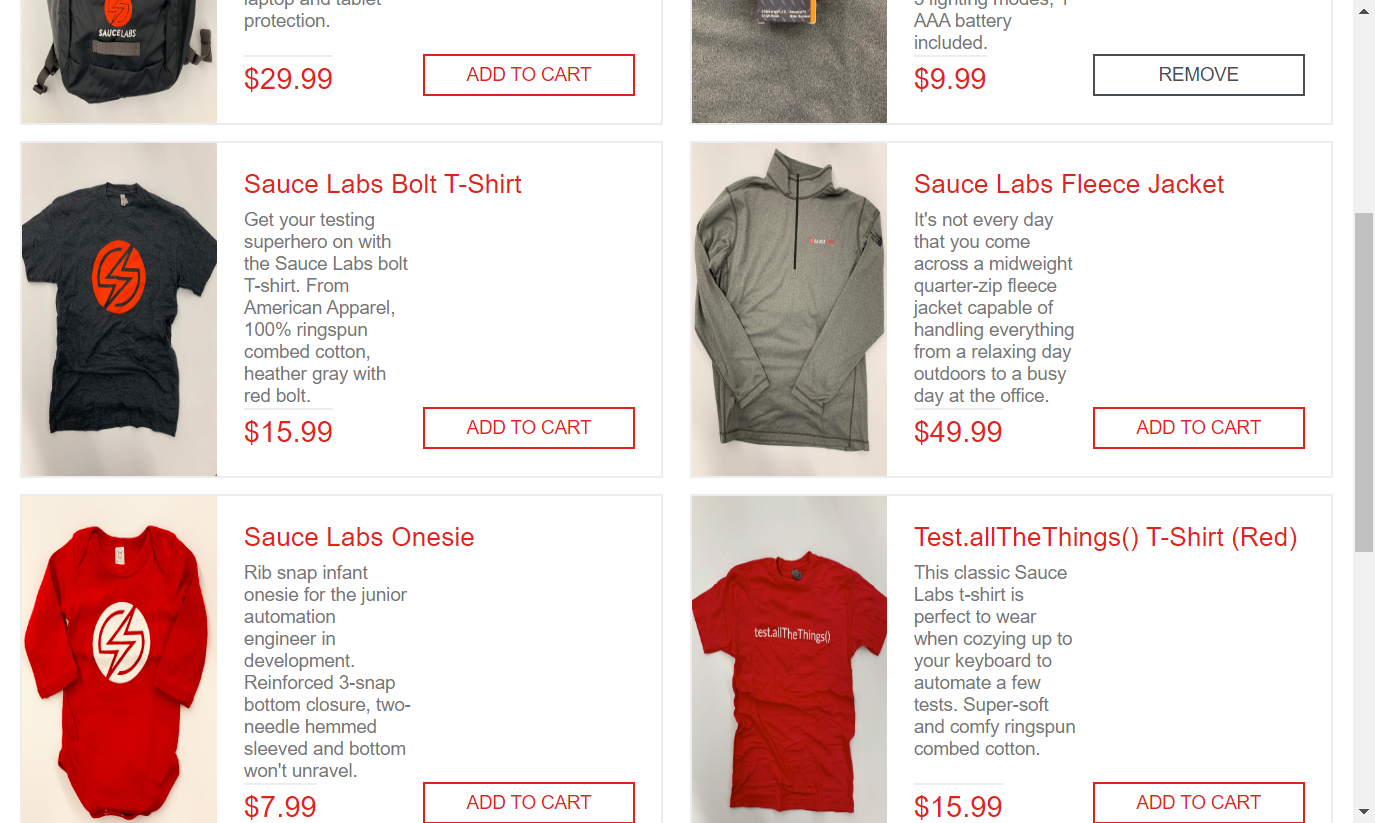 laptop and tablet
protection.
SAUCELABS
$29.99
ADD TO CART
3 lighting modes, 1
AAA battery
included.
$9.99
REMOVE
Sauce Labs Bolt T-Shirt
Get your testing
superhero on with
the Sauce Labs bolt
T-shirt. From
American Apparel,
100% ringspun
combed cotton,
heather gray with
red bolt.
$15.99
ADD TO CART
Sauce Labs Fleece Jacket
It's not every day
that you come
across a midweight
quarter-zip fleece
jacket capable of
handling everything
from a relaxing day
outdoors to a busy
day at the office.
$49.99
ADD TO CART
Sauce Labs Onesie
Rib snap infant
onesie for the junior
automation
engineer in
development.
Reinforced 3-snap
bottom closure, two-
needle hemmed
sleeved and bottom
won't unravel.
$7.99
ADD TO CART
Test.allTheThings() T-Shirt (Red)
test.allTheThings()
This classic Sauce
Labs t-shirt is
perfect to wear
when cozying up to
your keyboard to
automate a few
tests. Super-soft
and comfy ringspun
combed cotton.
$15.99
ADD TO CART